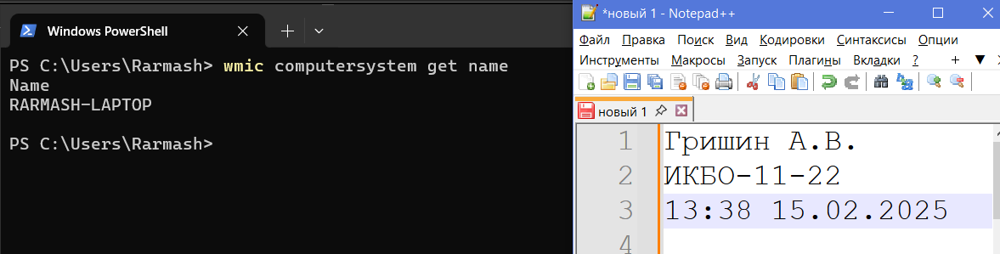 Windows PowerShell
PS C:\Users\Rarmash> wmic computersystem get name
Name
RARMASH-LAPTOP
PS C:\Users\Rarmash>
*новый 1 - Notepad++
Файл Правка Поиск Вид Кодировки Синтаксисы Опции
Инструменты Макросы Запуск Плагины Вкладки ?
новый 1
1 Гришин А.В.
2 ИКБО-11-22
3 13:38 15.02.2025
4